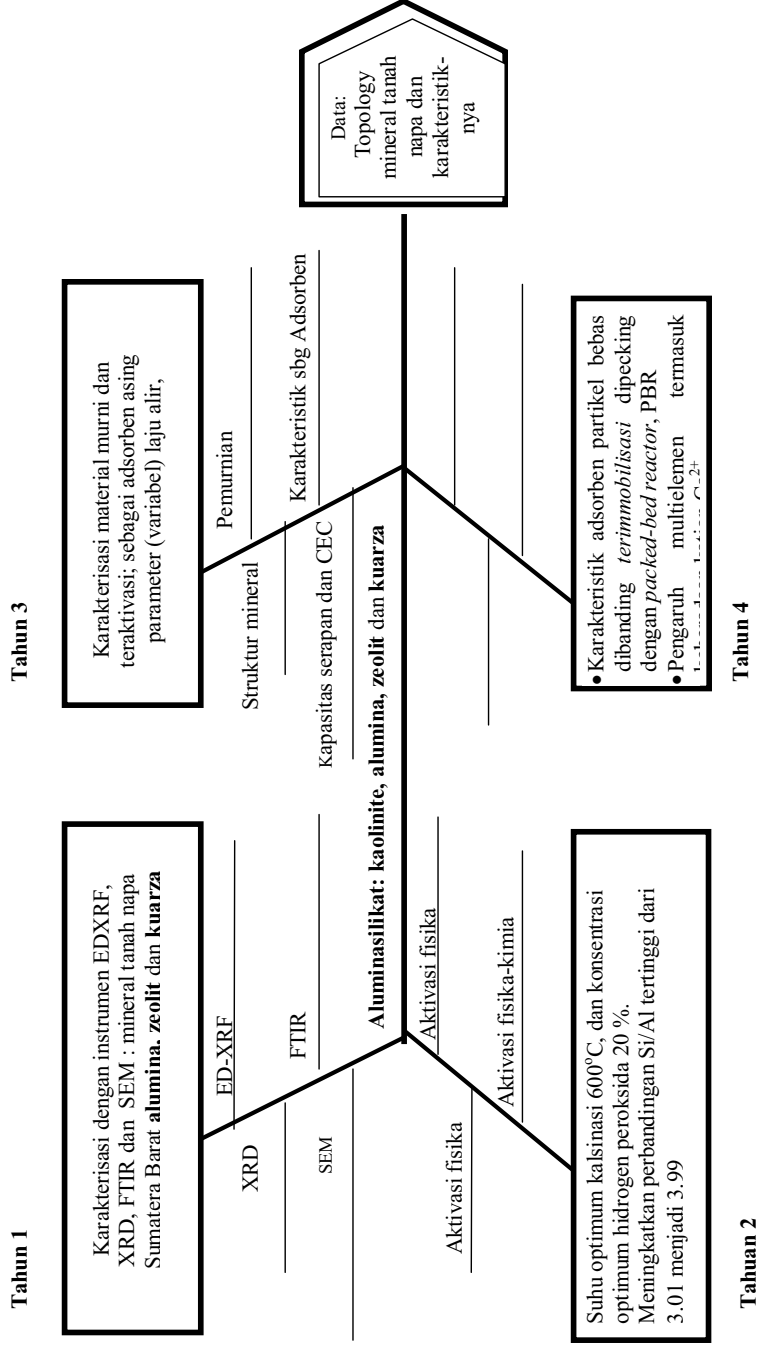 Tahun 1
Karakterisasi dengan instrumen EDXRF,
XRD, FTIR dan SEM : mineral tanah napa
Sumatera Barat alumina. zeolit dan kuarza
ED-XRF
XRD
FTIR
SEM
Tahun 3
Karakterisasi material murni dan
teraktivasi; sebagai adsorben asing
parameter (variabel) laju alir,
Pemurnian
Struktur mineral
Karakteristik sbg Adsorben
Kapasitas serapan dan CEC
Aluminasilikat: kaolinite, alumina, zeolit dan kuarza
Data:
Topology
mineral tanah
napa dan
karakteristik-
nya
Aktivasi fisika
Aktivasi fisika
Aktivasi fisika-kimia
Suhu optimum kalsinasi 600°C, dan konsentrasi
optimum hidrogen peroksida 20 %.
Meningkatkan perbandingan Si/Al tertinggi dari
3.01 menjadi 3.99
Tahuan 2
•Karakteristik adsorben partikel bebas
dibanding terimmobilisasi dipecking
dengan packed-bed reactor, PBR
•Pengaruh multielemen termasuk
Tahun 4